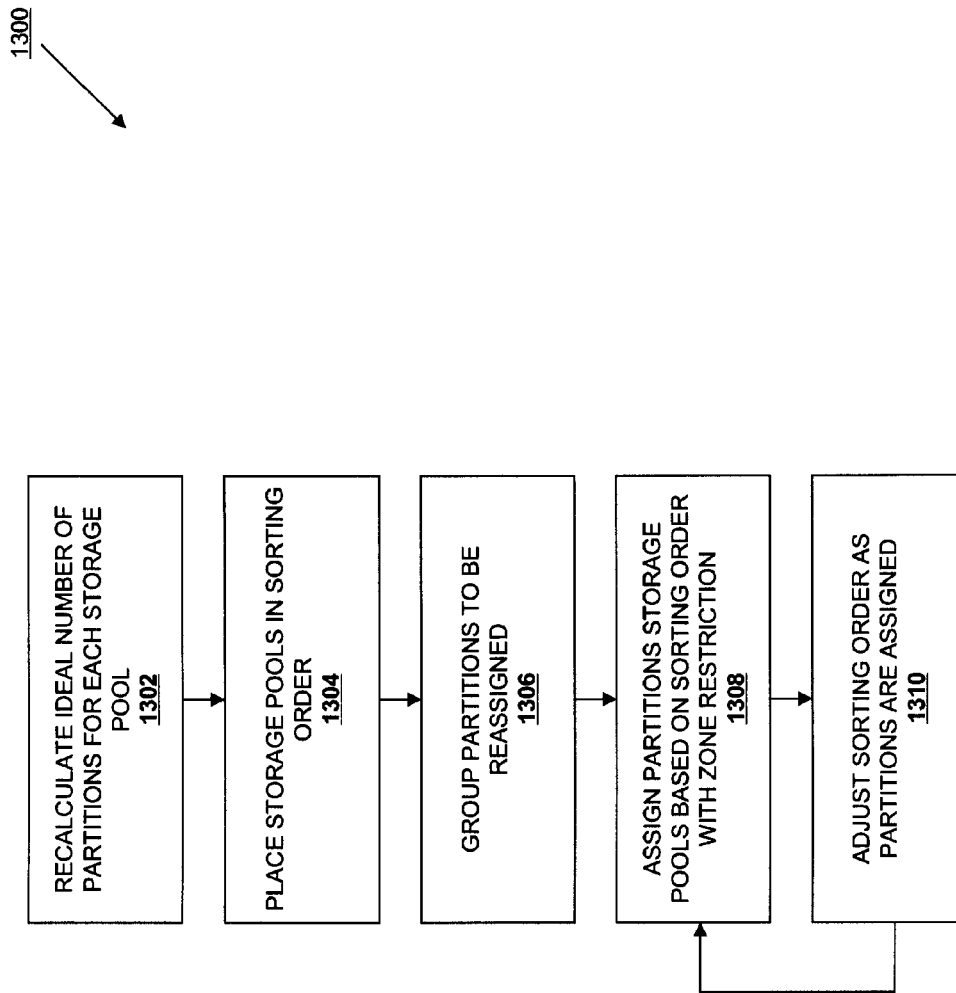 1300
RECALCULATE IDEAL NUMBER OF
PARTITIONS FOR EACH STORAGE
POOL
1302
PLACE STORAGE POOLS IN SORTING
ORDER
1304
GROUP PARTITIONS TO BE
REASSIGNED
1306
ASSIGN PARTITIONS STORAGE
POOLS BASED ON SORTING ORDER
WITH ZONE RESTRICTION
1308
ADJUST SORTING ORDER AS
PARTITIONS ARE ASSIGNED
1310